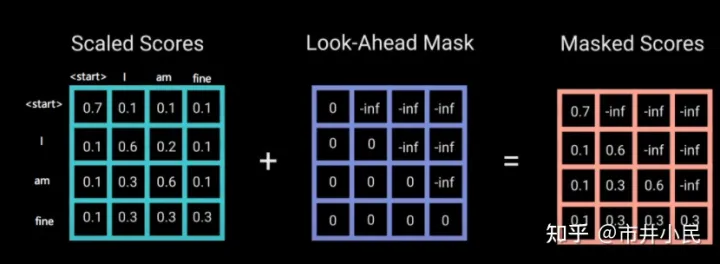 Scaled Scores Look-Ahead Mask Masked Scores
<start> I am fine
<start> 0.7 0.1 0.1 0.1 0 -inf -inf -inf 0.7 -inf -inf -inf
I 0.1 0.6 0.2 0.1 + 0 0 -inf -inf = 0.1 0.6 -inf -inf
am 0.1 0.3 0.6 0.1 0 0 0 -inf 0.1 0.3 0.6 -inf
fine 0.1 0.3 0.3 0.3 0 0 0 0 0.1 0.3 0.3 0.3
知乎 @市井小民